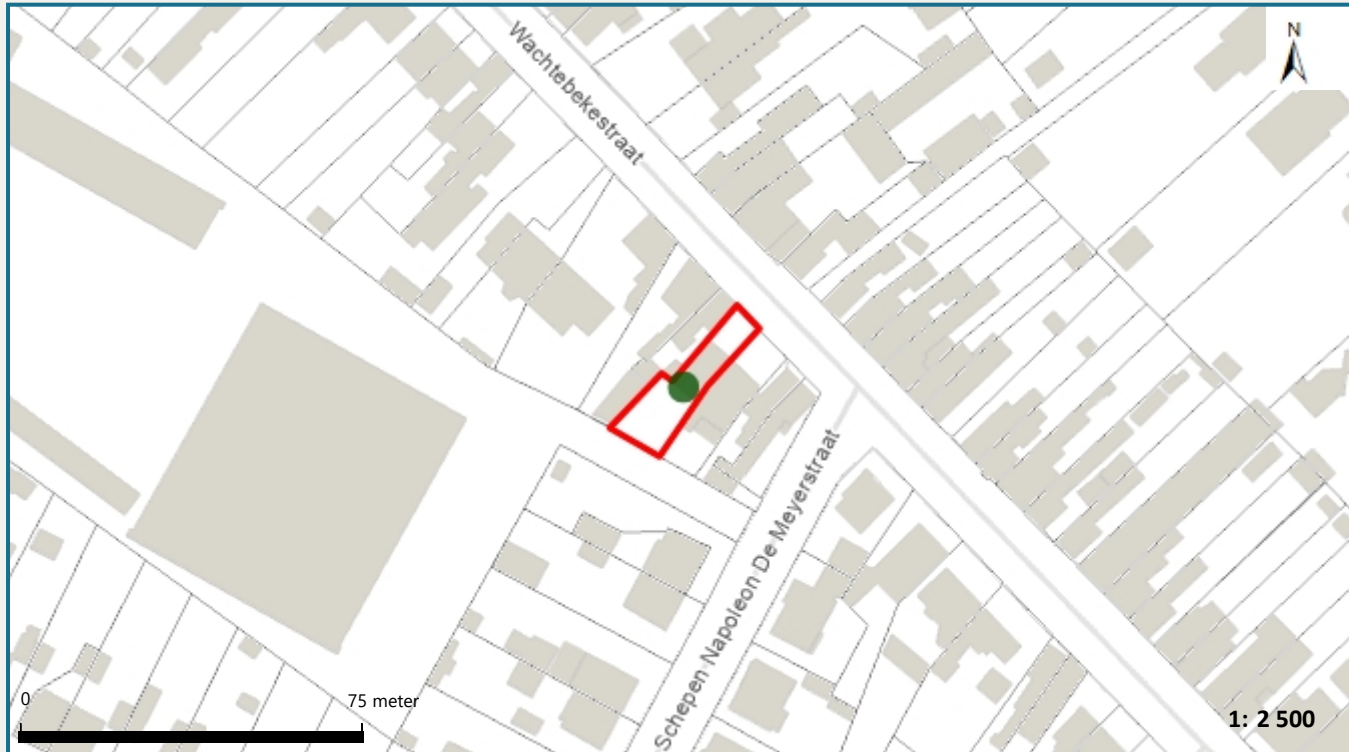 N
Wachtebekestraat
Schepen Napoleon De Meyerstraat
0 75 meter
1: 2 500